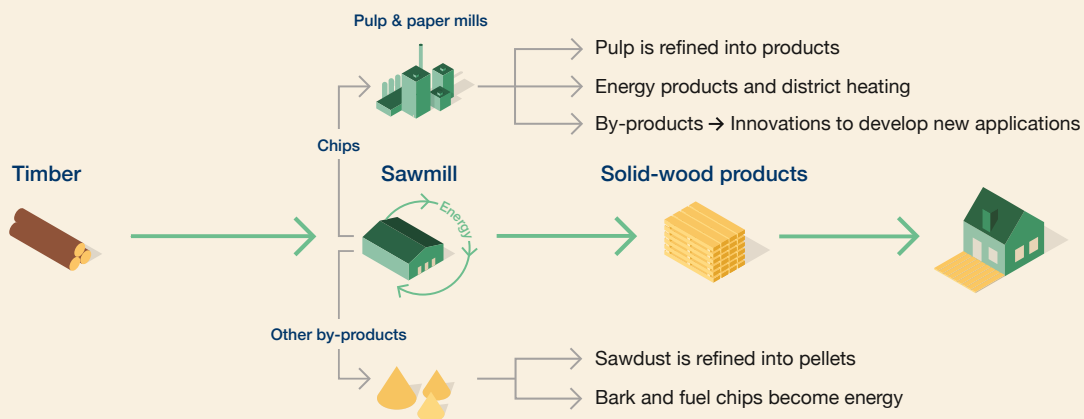 Pulp & paper mills
Pulp is refined into products
Energy products and district heating
By-products → Innovations to develop new applications
Chips
Timber
Sawmill
Solid-wood products
Energy
Other by-products
Sawdust is refined into pellets
Bark and fuel chips become energy